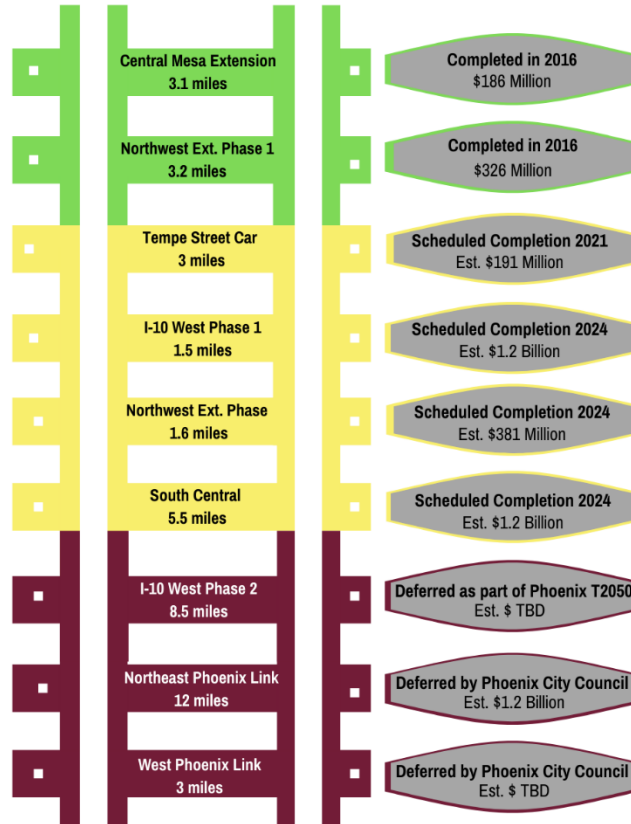 Central Mesa Extension
3.1 miles
Completed in 2016
$186 Million
Northwest Ext. Phase 1
3.2 miles
Completed in 2016
$326 Million
Tempe Street Car
3 miles
Scheduled Completion 2021
Est. $191 Million
I-10 West Phase 1
1.5 miles
Scheduled Completion 2024
Est. $1.2 Billion
Northwest Ext. Phase
1.6 miles
Scheduled Completion 2024
Est. $381 Million
South Central
5.5 miles
Scheduled Completion 2024
Est. $1.2 Billion
I-10 West Phase 2
8.5 miles
Deferred as part of Phoenix T2050
Est. $ TBD
Northeast Phoenix Link
12 miles
Deferred by Phoenix City Council
Est. $1.2 Billion
West Phoenix Link
3 miles
Deferred by Phoenix City Council
Est. $ TBD